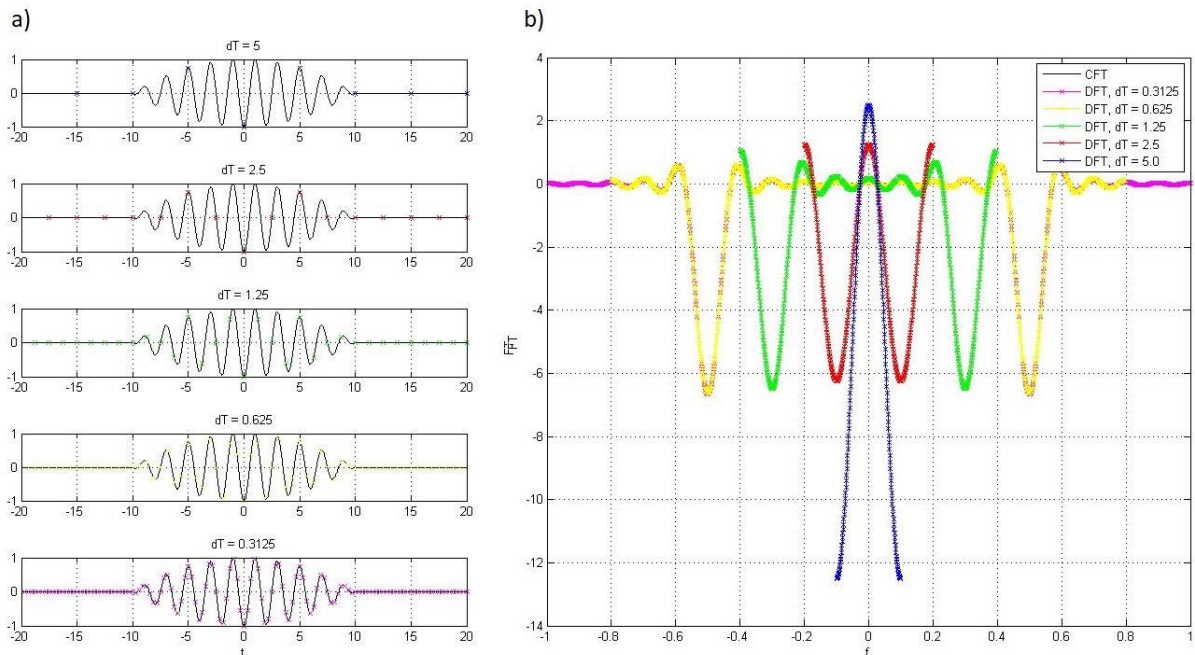 a)
dT = 5
1
0
-1
-20 -15 -10 -5 0 5 10 15 20
dT = 2.5
1
0
-1
-20 -15 -10 -5 0 5 10 15 20
dT = 1.25
1
0
-1
-20 -15 -10 -5 0 5 10 15 20
dT = 0.625
1
0
-1
-20 -15 -10 -5 0 5 10 15 20
dT = 0.3125
1
0
-1
-20 -15 -10 -5 0 5 10 15 20
t
b)
4
2
0
-2
-4
-6
-8
-10
-12
-14
-1 -0.8 -0.6 -0.4 -0.2 0 0.2 0.4 0.6 0.8 1
f
CFT
DFT, dT = 0.3125
DFT, dT = 0.625
DFT, dT = 1.25
DFT, dT = 2.5
DFT, dT = 5.0